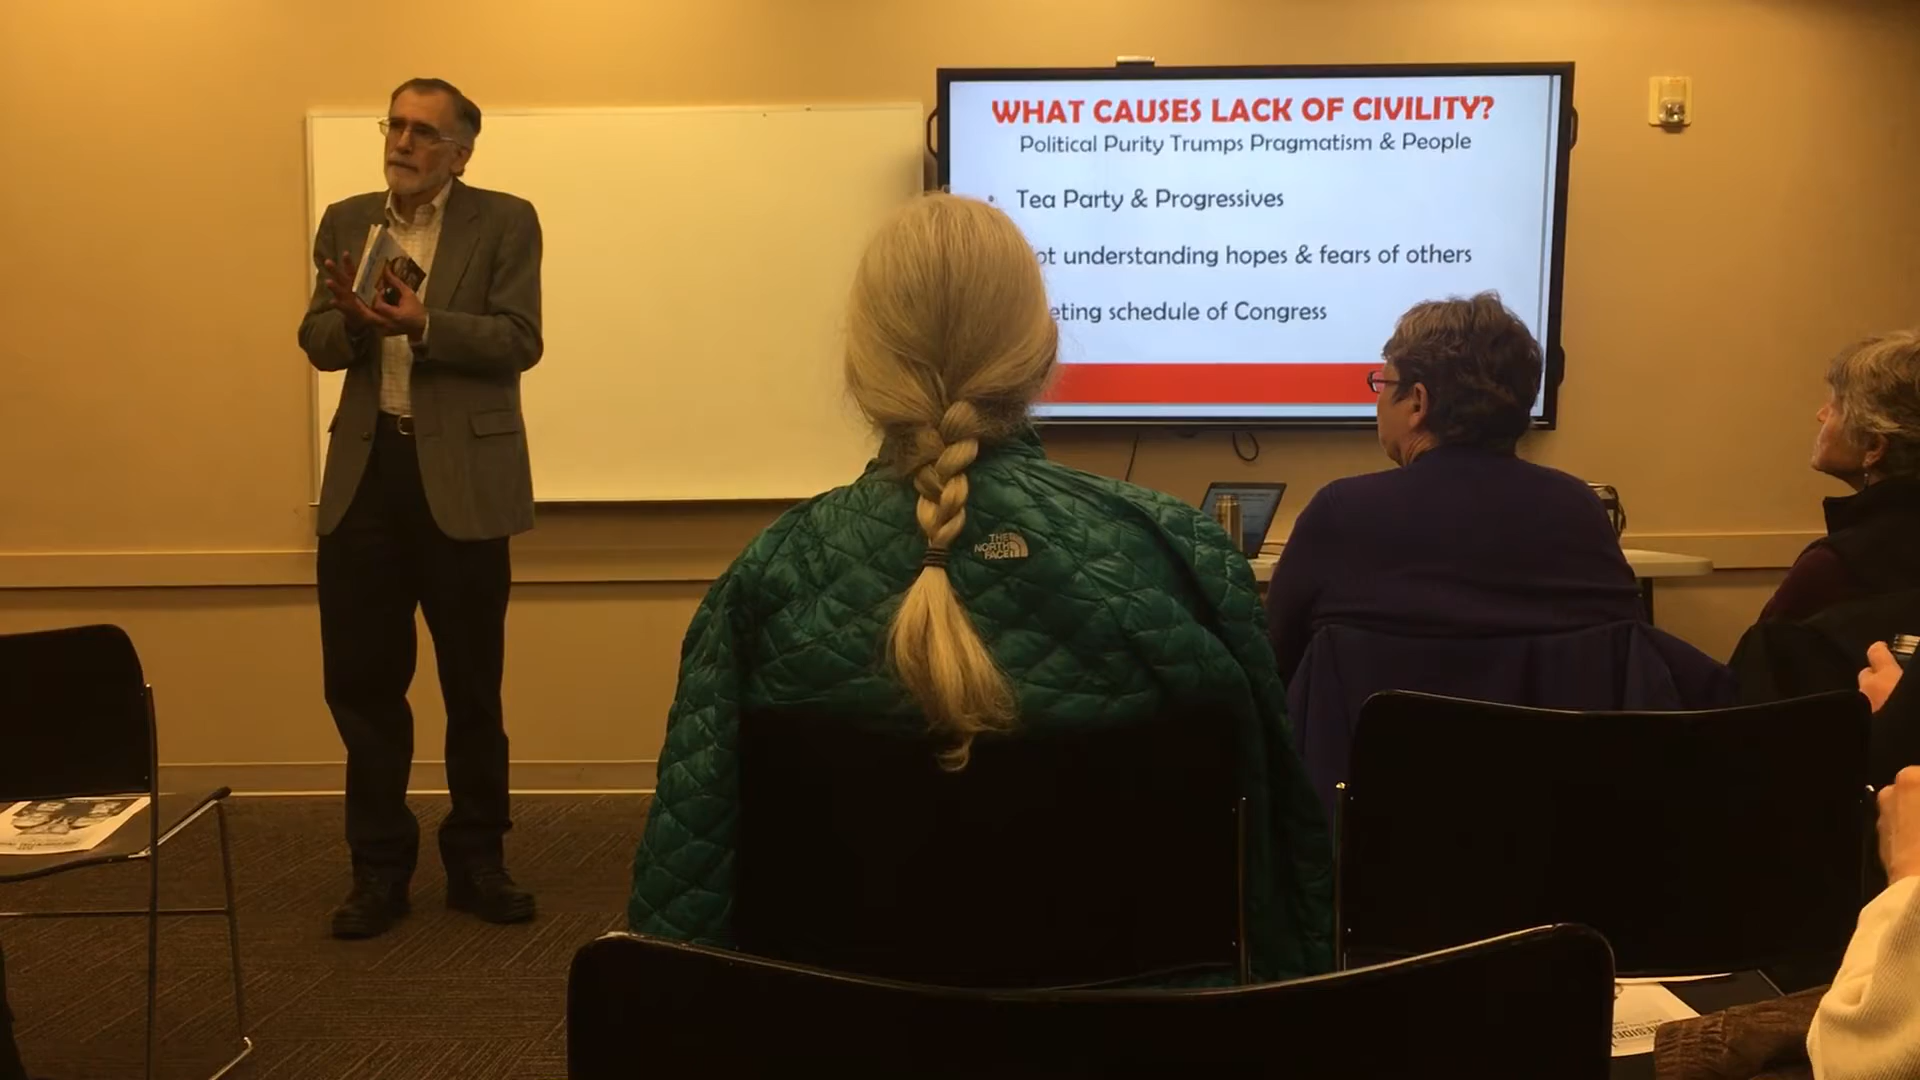 WHAT CAUSES LACK OF CIVILITY?
Political Purity Trumps Pragmatism & People
• Tea Party & Progressives
ot understanding hopes & fears of others
eting schedule of Congress
THE
NORTH
FACE